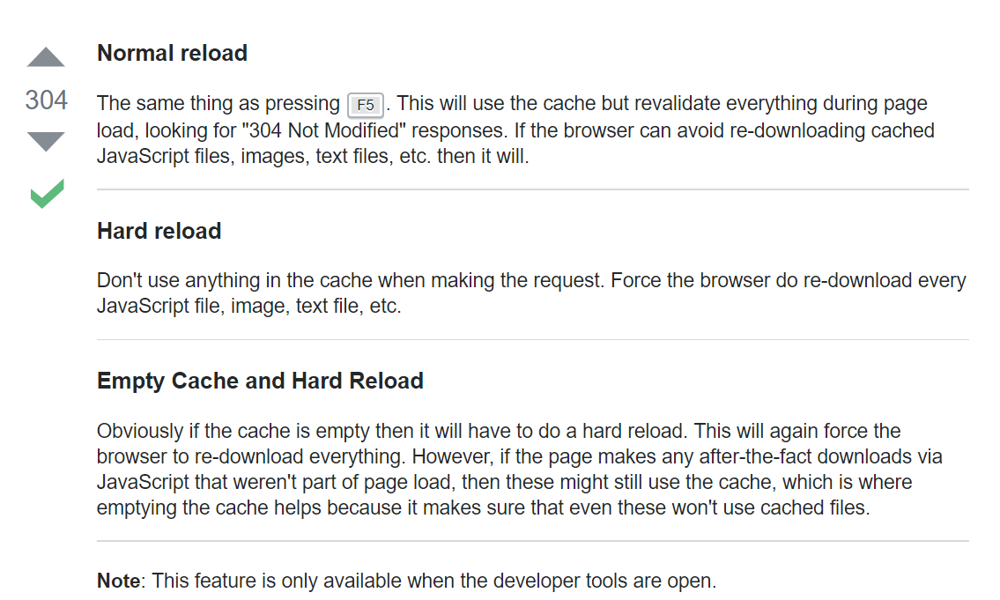 Normal reload
304
The same thing as pressing F5. This will use the cache but revalidate everything during page
load, looking for "304 Not Modified" responses. If the browser can avoid re-downloading cached
JavaScript files, images, text files, etc. then it will.
Hard reload
Don't use anything in the cache when making the request. Force the browser do re-download every
JavaScript file, image, text file, etc.
Empty Cache and Hard Reload
Obviously if the cache is empty then it will have to do a hard reload. This will again force the
browser to re-download everything. However, if the page makes any after-the-fact downloads via
JavaScript that weren't part of page load, then these might still use the cache, which is where
emptying the cache helps because it makes sure that even these won't use cached files.
Note: This feature is only available when the developer tools are open.